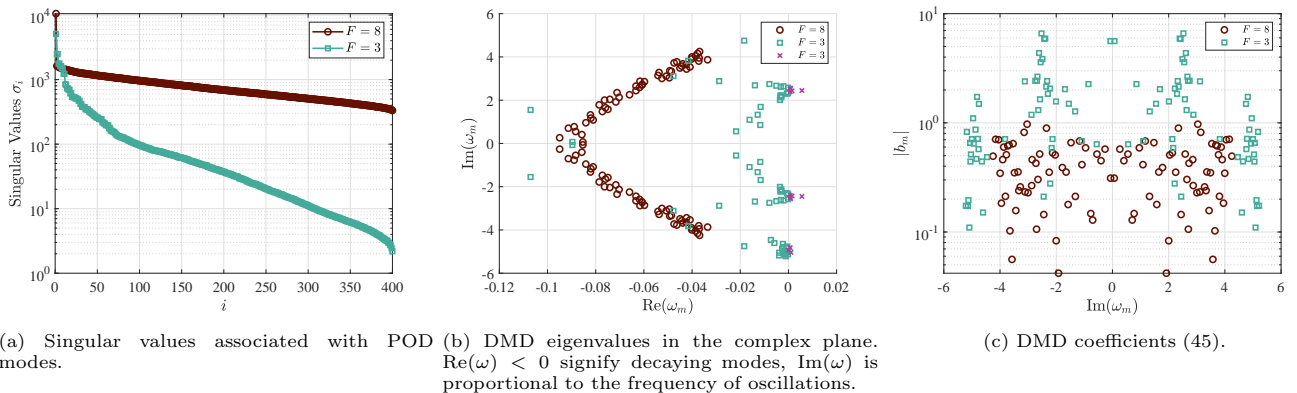 10^4
10^3
10^2
10^1
10^0
Singular Values σ_i
0 50 100 150 200 250 300 350 400
i
F = 8
F = 3
6
4
2
0
-2
-4
-6
Im(ω_m)
-0.12 -0.1 -0.08 -0.06 -0.04 -0.02 0 0.02
Re(ω_m)
F = 8
F = 3
F = 3
10^1
10^0
10^-1
|b_m|
-6 -4 -2 0 2 4 6
Im(ω_m)
F = 8
F = 3
(a) Singular values associated with POD
modes.
(b) DMD eigenvalues in the complex plane.
Re(ω) < 0 signify decaying modes, Im(ω) is
proportional to the frequency of oscillations.
(c) DMD coefficients (45).